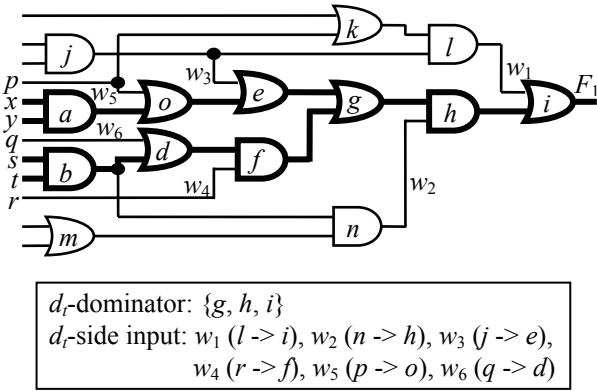 k
j
l
p
w₃
w₁
F₁
w₅
x
a
o
e
g
h
i
y
w₆
q
d
s
b
f
t
w₄
w₂
r
m
n
dₜ-dominator: {g, h, i}
dₜ-side input: w₁ (l -> i), w₂ (n -> h), w₃ (j -> e),
w₄ (r -> f), w₅ (p -> o), w₆ (q -> d)